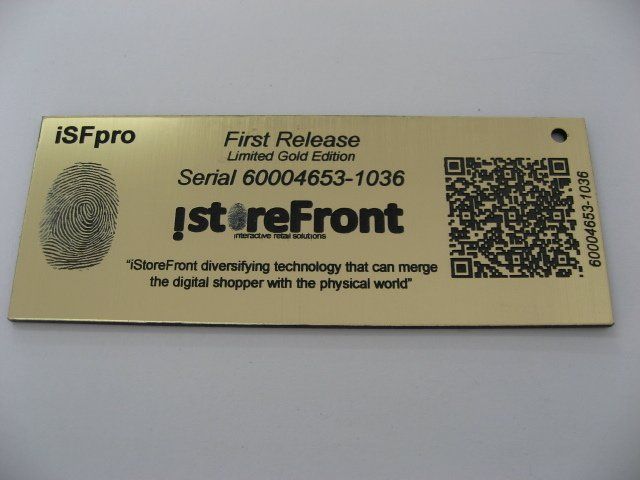 iSFpro
First Release
Limited Gold Edition
Serial 60004653-1036
istoreFront
interactive retail solutions
"iStoreFront diversifying technology that can merge
the digital shopper with the physical world"
60004653-1036